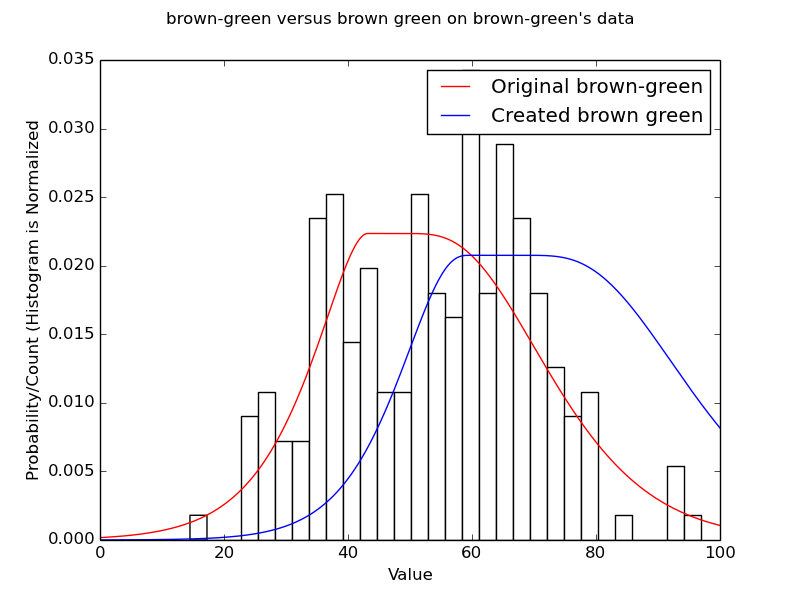 brown-green versus brown green on brown-green's data
0.035
0.030
0.025
0.020
0.015
0.010
0.005
0.000
Probability/Count (Histogram is Normalized
Original brown-green
Created brown green
0 20 40 60 80 100
Value